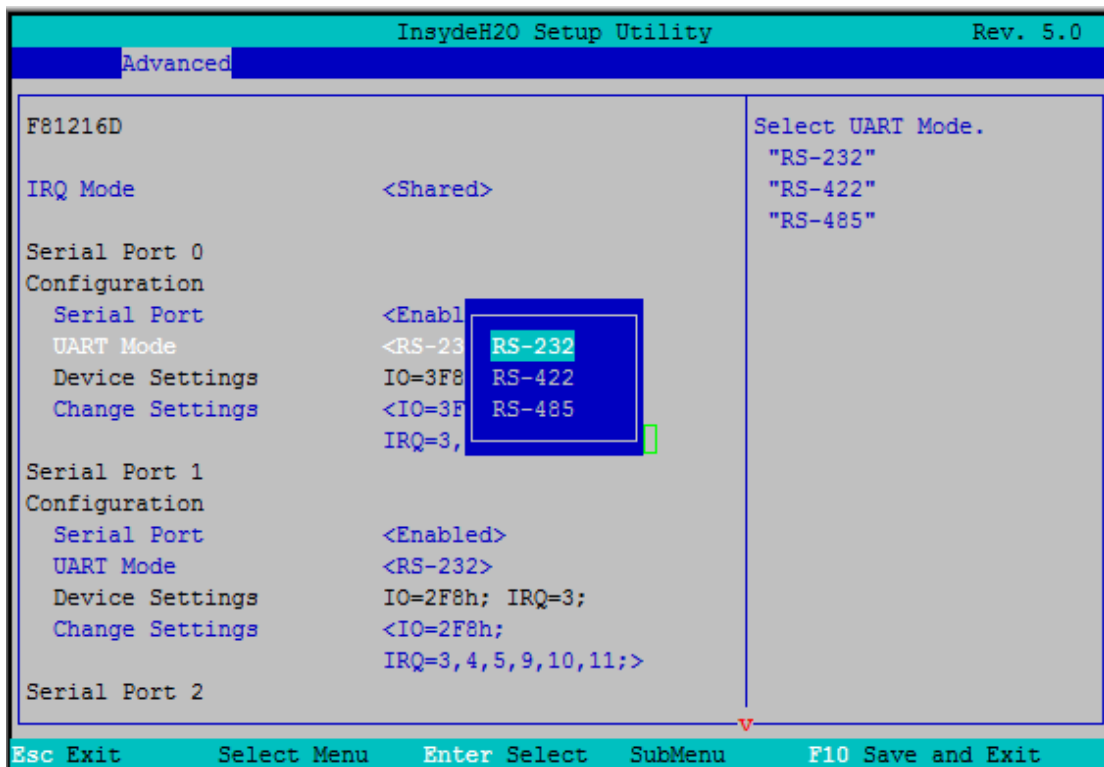 InsydeH2O Setup Utility Rev. 5.0
Advanced
F81216D
IRQ Mode <Shared>
Serial Port 0
Configuration
Serial Port <Enabl
UART Mode <RS-23
Device Settings IO=3F8
Change Settings <IO=3F
IRQ=3,
RS-232
RS-422
RS-485
Serial Port 1
Configuration
Serial Port <Enabled>
UART Mode <RS-232>
Device Settings IO=2F8h; IRQ=3;
Change Settings <IO=2F8h;
IRQ=3,4,5,9,10,11;>
Serial Port 2
Select UART Mode.
"RS-232"
"RS-422"
"RS-485"
v
Esc Exit Select Menu Enter Select SubMenu F10 Save and Exit